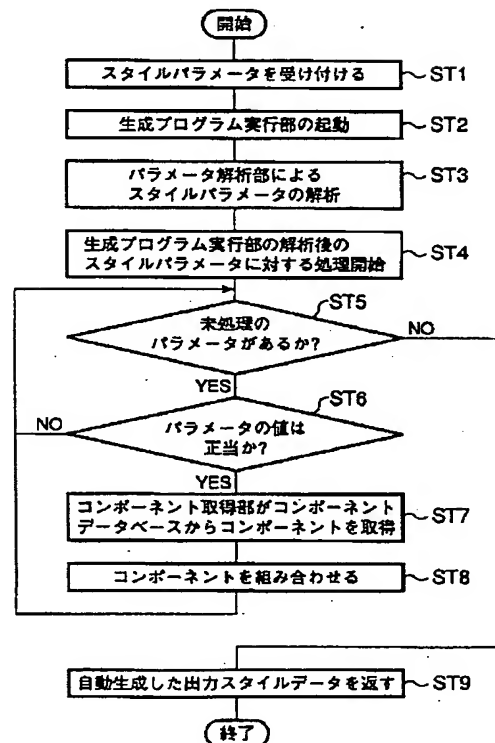 開始
スタイルパラメータを受け付ける
ST1
生成プログラム実行部の起動
ST2
パラメータ解析部による
スタイルパラメータの解析
ST3
生成プログラム実行部の解析後の
スタイルパラメータに対する処理開始
ST4
ST5
未処理の
パラメータがあるか?
NO
YES
ST6
NO
パラメータの値は
正当か?
YES
コンポーネント取得部がコンポーネント
データベースからコンポーネントを取得
ST7
コンポーネントを組み合わせる
ST8
自動生成した出力スタイルデータを返す
ST9
終了